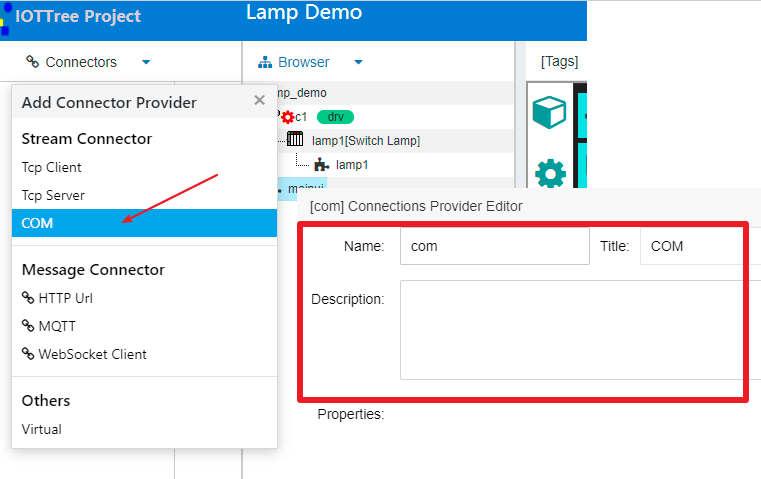 IOTTree Project
Lamp Demo
Connectors
Browser
[Tags]
Add Connector Provider ×
mp_demo
c1 drv
Stream Connector
lamp1[Switch Lamp]
Tcp Client
lamp1
Tcp Server
mainui
[com] Connections Provider Editor
COM
Name: com Title: COM
Message Connector
HTTP Url
Description:
MQTT
WebSocket Client
Others
Properties:
Virtual